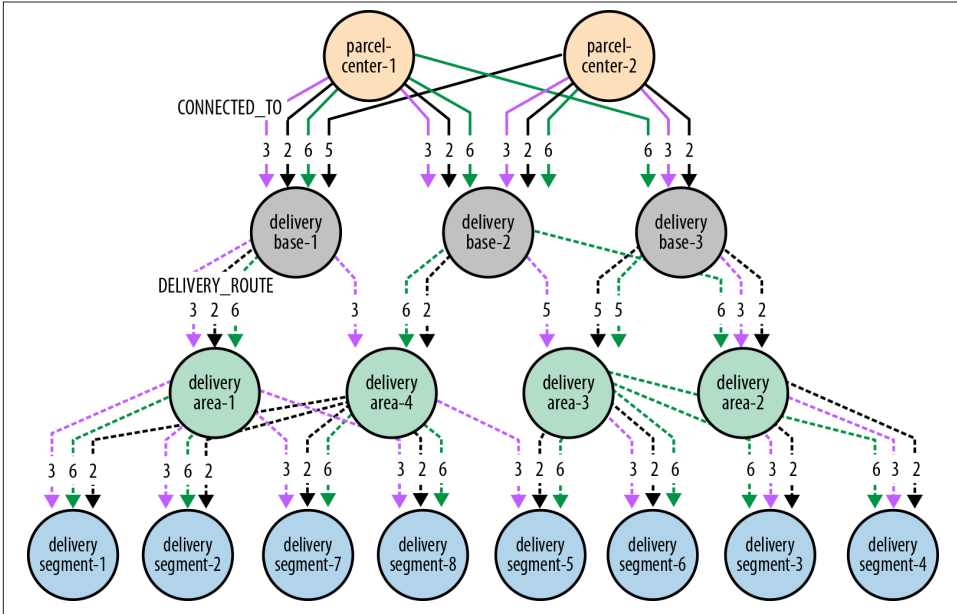 parcel-
center-1
parcel-
center-2
CONNECTED_TO
3 2 6 5 3 2 6 3 2 6 6 3 2
delivery
base-1
delivery
base-2
delivery
base-3
DELIVERY_ROUTE
3 2 6 3 6 2 5 5 5 6 3 2
delivery
area-1
delivery
area-4
delivery
area-3
delivery
area-2
3 6 2 3 6 2 3 2 6 3 2 6 3 2 6 3 2 6 6 3 2 6 3 2
delivery
segment-1
delivery
segment-2
delivery
segment-7
delivery
segment-8
delivery
segment-5
delivery
segment-6
delivery
segment-3
delivery
segment-4